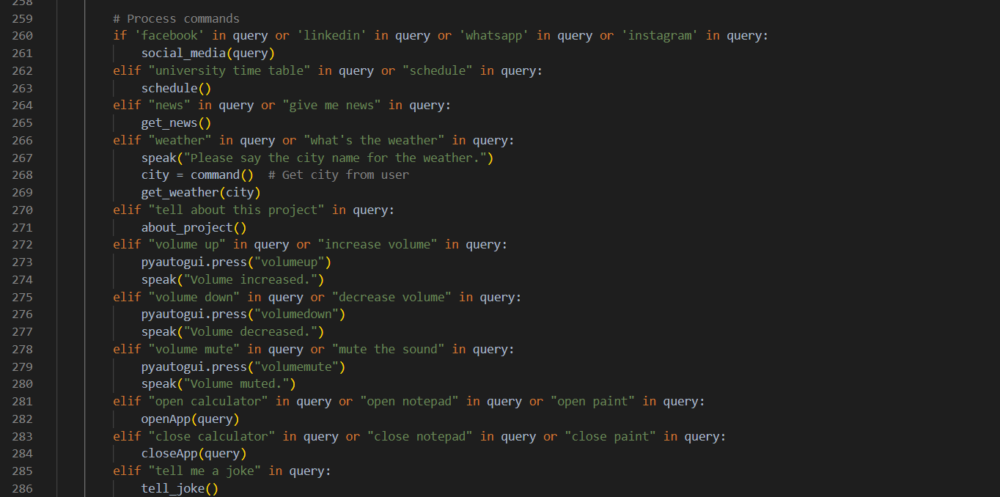 258
259 # Process commands
260 if 'facebook' in query or 'linkedin' in query or 'whatsapp' in query or 'instagram' in query:
261 social_media(query)
262 elif "university time table" in query or "schedule" in query:
263 schedule()
264 elif "news" in query or "give me news" in query:
265 get_news()
266 elif "weather" in query or "what's the weather" in query:
267 speak("Please say the city name for the weather.")
268 city = command()  # Get city from user
269 get_weather(city)
270 elif "tell about this project" in query:
271 about_project()
272 elif "volume up" in query or "increase volume" in query:
273 pyautogui.press("volumeup")
274 speak("Volume increased.")
275 elif "volume down" in query or "decrease volume" in query:
276 pyautogui.press("volumedown")
277 speak("Volume decreased.")
278 elif "volume mute" in query or "mute the sound" in query:
279 pyautogui.press("volumemute")
280 speak("Volume muted.")
281 elif "open calculator" in query or "open notepad" in query or "open paint" in query:
282 openApp(query)
283 elif "close calculator" in query or "close notepad" in query or "close paint" in query:
284 closeApp(query)
285 elif "tell me a joke" in query:
286 tell_joke()